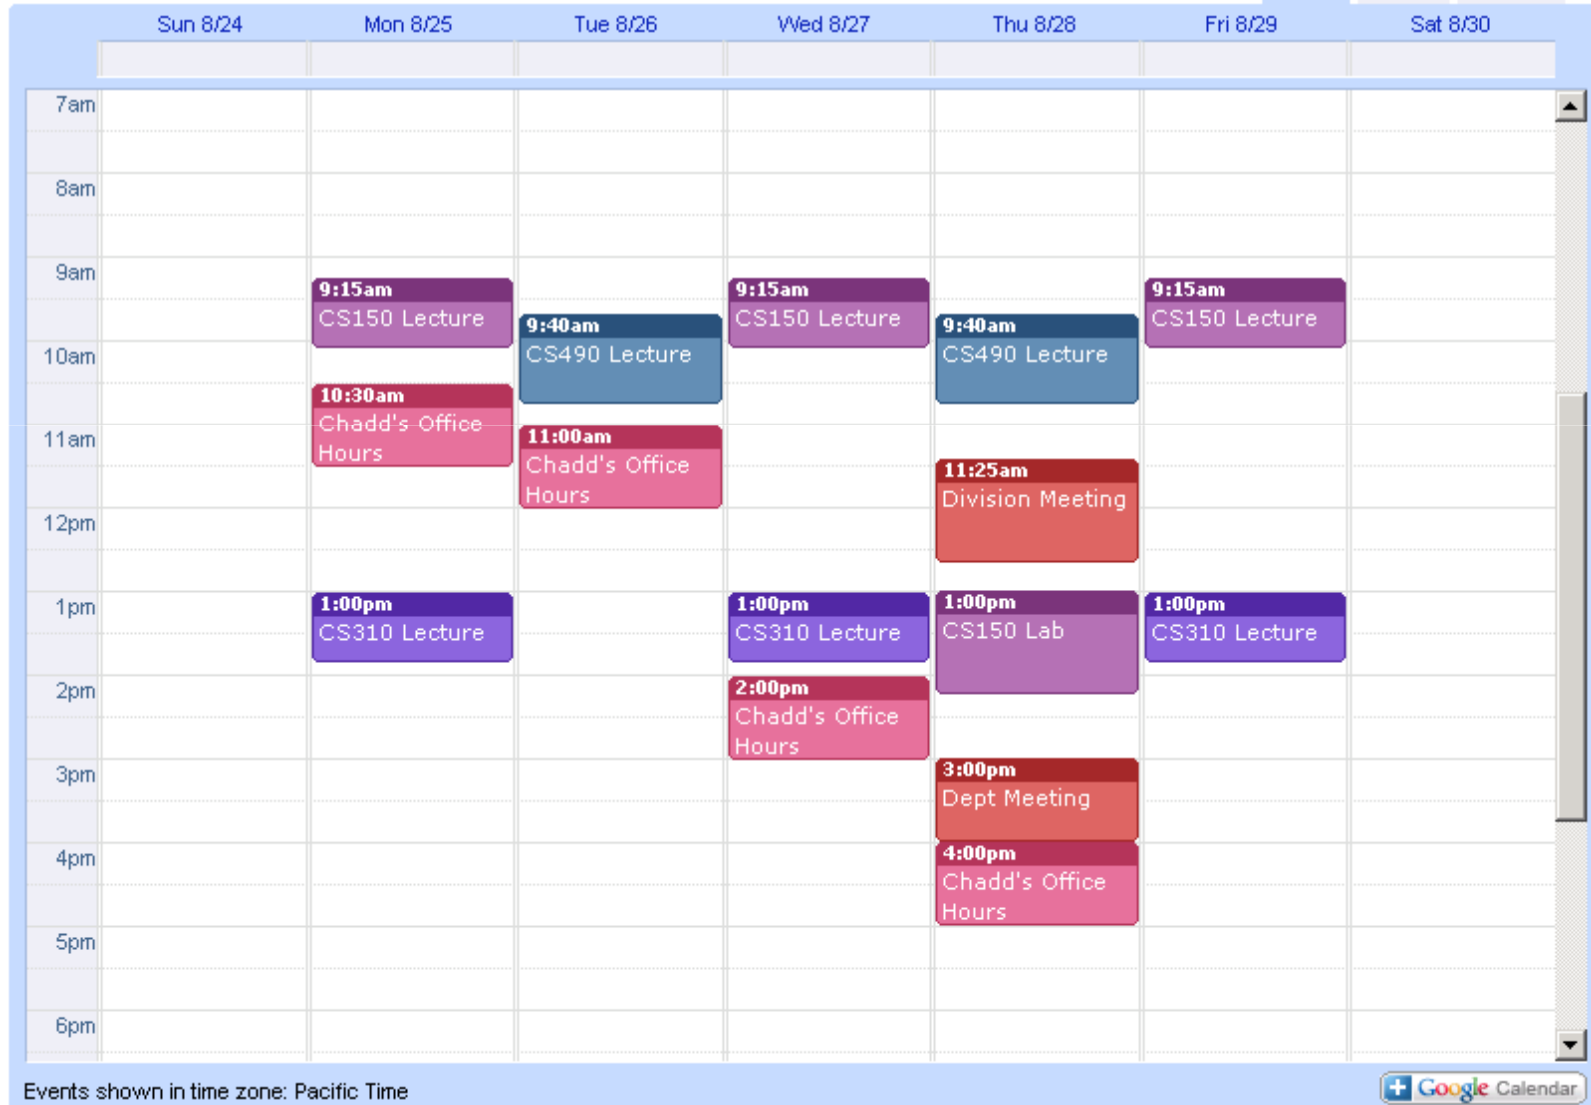 Sun 8/24 Mon 8/25 Tue 8/26 Wed 8/27 Thu 8/28 Fri 8/29 Sat 8/30
7am
8am
9am
10am
11am
12pm
1pm
2pm
3pm
4pm
5pm
6pm
9:15am
CS150 Lecture
10:30am
Chadd's Office
Hours
1:00pm
CS310 Lecture
9:40am
CS490 Lecture
11:00am
Chadd's Office
Hours
9:15am
CS150 Lecture
1:00pm
CS310 Lecture
2:00pm
Chadd's Office
Hours
9:40am
CS490 Lecture
11:25am
Division Meeting
1:00pm
CS150 Lab
3:00pm
Dept Meeting
4:00pm
Chadd's Office
Hours
9:15am
CS150 Lecture
1:00pm
CS310 Lecture
Events shown in time zone: Pacific Time
Google Calendar